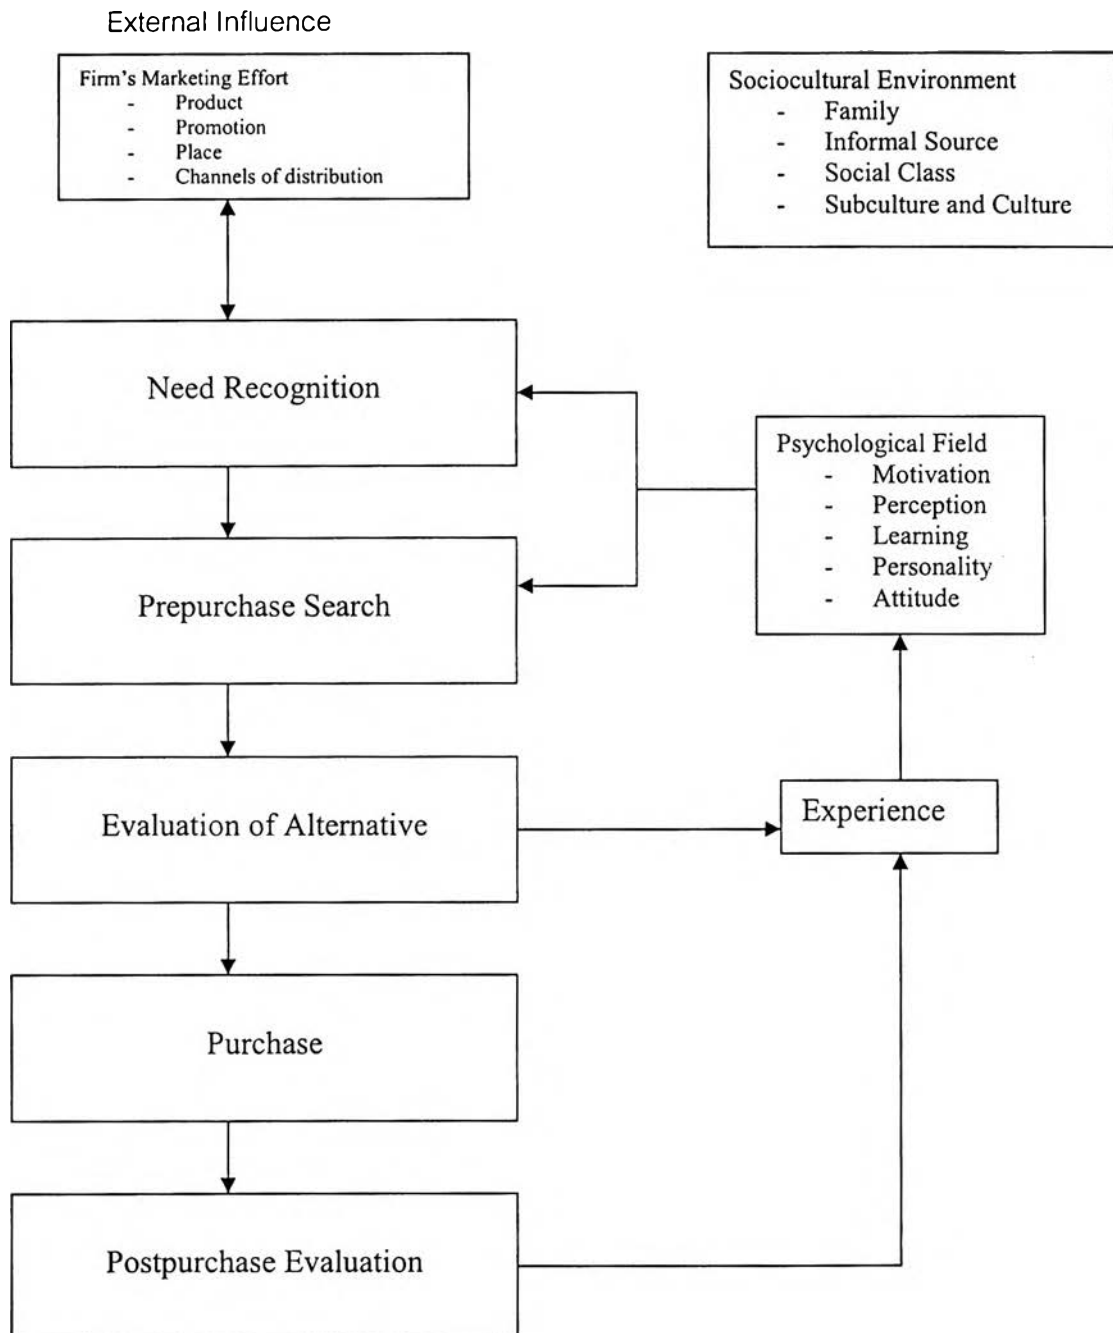 External Influence
Firm's Marketing Effort
- Product
- Promotion
- Place
- Channels of distribution
Sociocultural Environment
- Family
- Informal Source
- Social Class
- Subculture and Culture
Need Recognition
Psychological Field
- Motivation
- Perception
- Learning
- Personality
- Attitude
Prepurchase Search
Evaluation of Alternative
Experience
Purchase
Postpurchase Evaluation